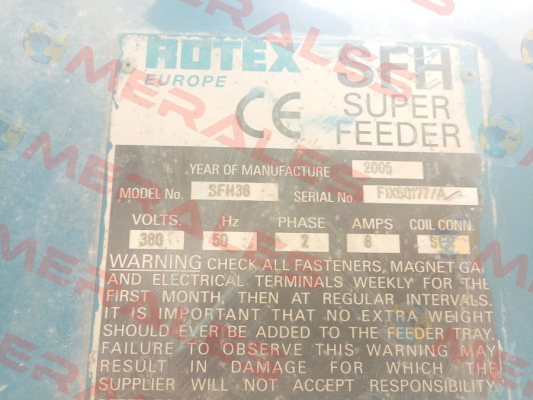 ROTEX
EUROPE
CE
SFH
SUPER
FEEDER
YEAR OF MANUFACTURE 2005
MODEL No. SFH36 SERIAL No. FIX60177/A
VOLTS. Hz PHASE AMPS COIL CONN.
380 50 2 8
WARNING CHECK ALL FASTENERS, MAGNET GAP
AND ELECTRICAL TERMINALS WEEKLY FOR THE
FIRST MONTH, THEN AT REGULAR INTERVALS.
IT IS IMPORTANT THAT NO EXTRA WEIGHT
SHOULD EVER BE ADDED TO THE FEEDER TRAY.
FAILURE TO OBSERVE THIS WARNING MAY
RESULT IN DAMAGE FOR WHICH THE
SUPPLIER WILL NOT ACCEPT RESPONSIBILITY
MERALES